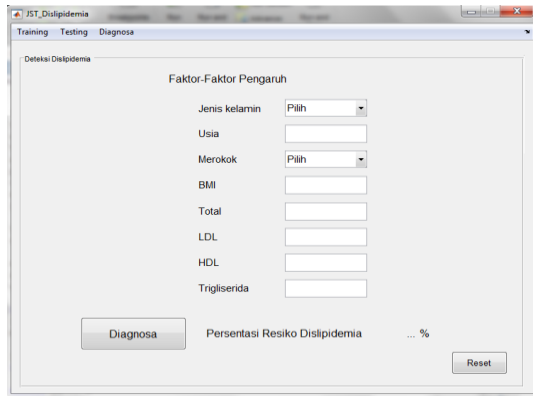 JST_Dislipidemia
Training Testing Diagnosa
Deteksi Dislipidemia
Faktor-Faktor Pengaruh
Jenis kelamin Pilih
Usia
Merokok Pilih
BMI
Total
LDL
HDL
Trigliserida
Diagnosa Persentasi Resiko Dislipidemia ... %
Reset